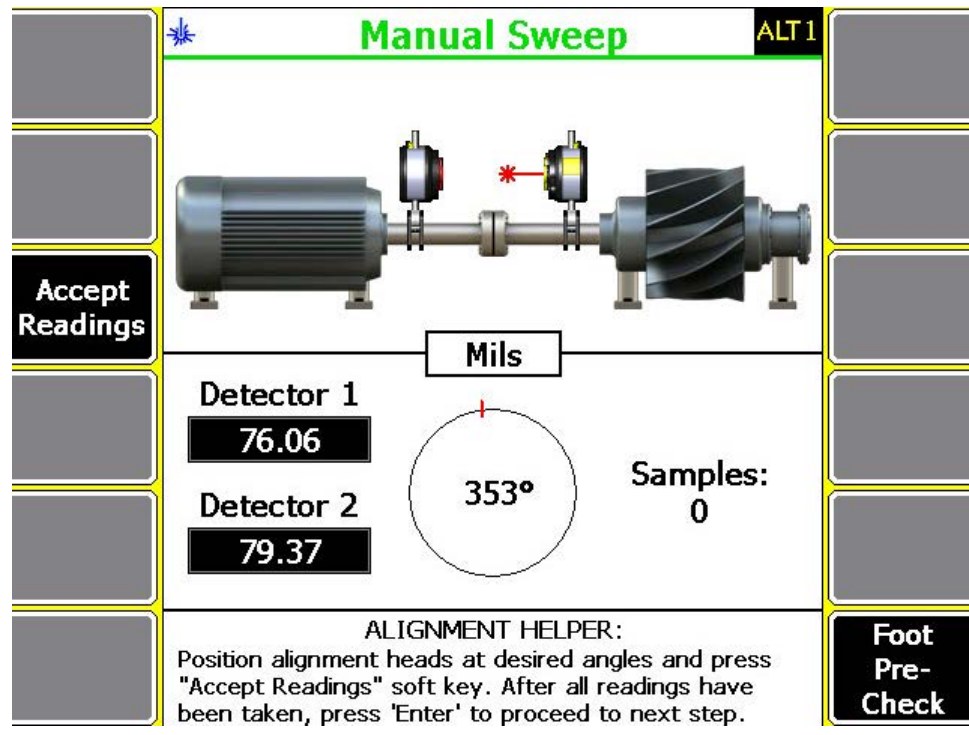 Manual Sweep
ALT1
Accept
Readings
Mils
Detector 1
76.06
Detector 2
79.37
353°
Samples:
0
ALIGNMENT HELPER:
Position alignment heads at desired angles and press
"Accept Readings" soft key. After all readings have
been taken, press 'Enter' to proceed to next step.
Foot
Pre-
Check